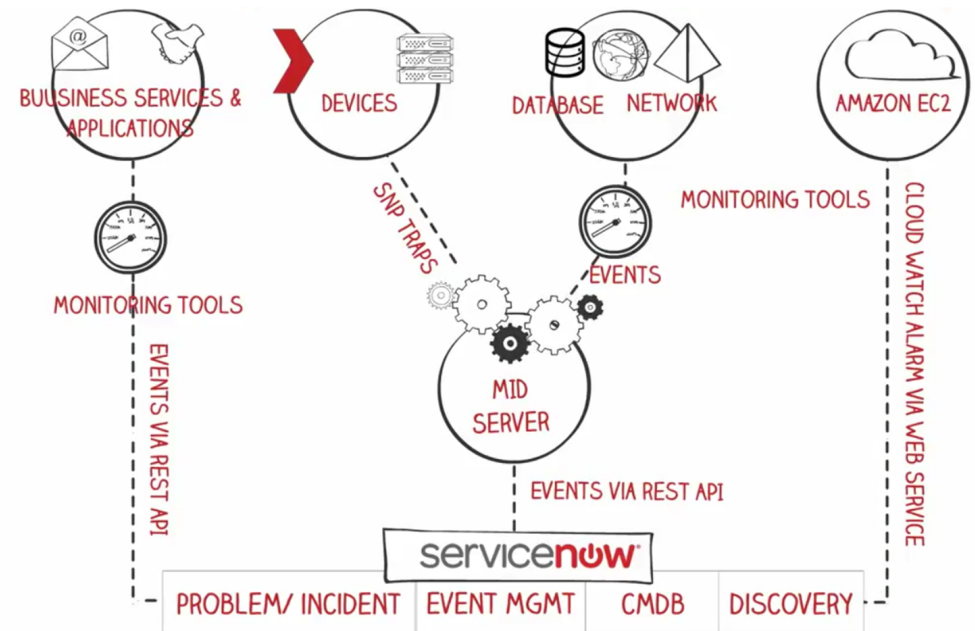 @
BUUSINESS SERVICES &
APPLICATIONS
DEVICES
DATABASE NETWORK
AMAZON EC2
MONITORING TOOLS
SNP TRAPS
EVENTS
MONITORING TOOLS
CLOUD WATCH ALARM VIA WEB SERVICE
EVENTS VIA REST API
MID
SERVER
EVENTS VIA REST API
servicenow
PROBLEM/ INCIDENT EVENT MGMT CMDB DISCOVERY